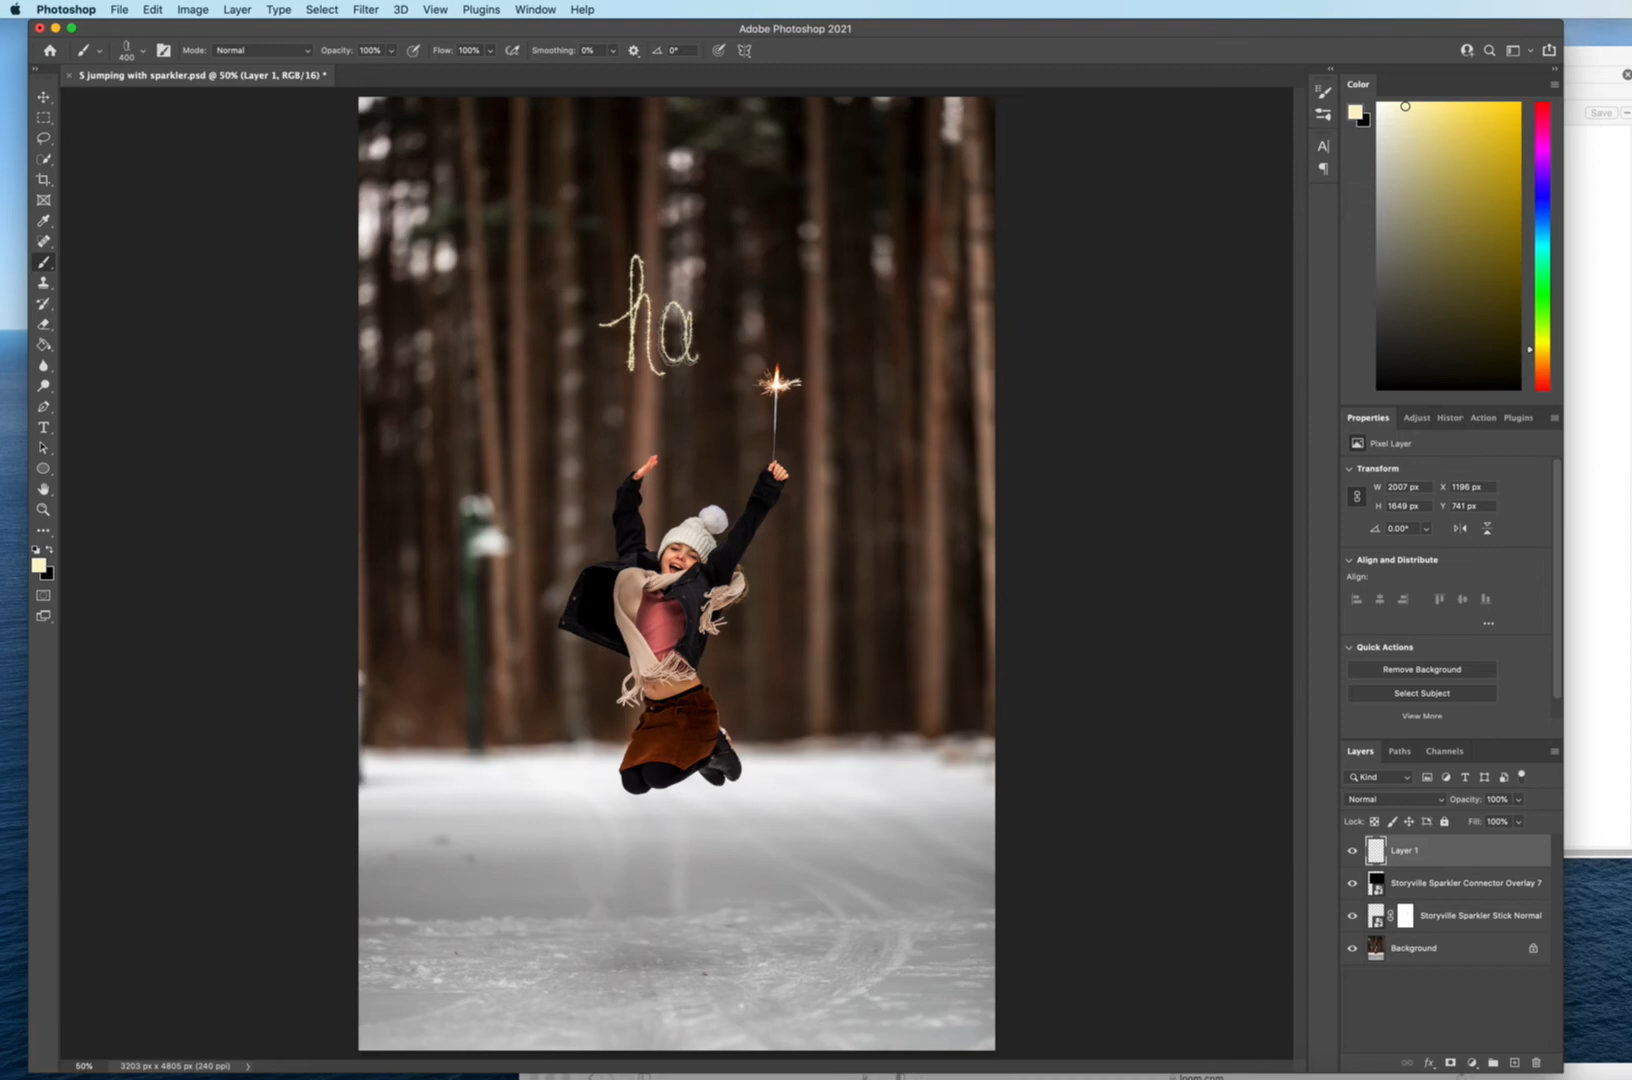 Photoshop File Edit Image Layer Type Select Filter 3D View Plugins Window Help
Adobe Photoshop 2021
400 Mode: Normal Opacity: 100% Flow: 100% Smoothing: 0% 0°
S jumping with sparkler.psd @ 50% (Layer 1, RGB/16) *
Color
Save
ha
Properties Adjust Histor Action Plugins
Pixel Layer
Transform
W 2007 px X 1196 px
H 1649 px Y 741 px
0.00°
Align and Distribute
Align:
Quick Actions
Remove Background
Select Subject
View More
Layers Paths Channels
Kind
Normal Opacity: 100%
Lock: Fill: 100%
Layer 1
Storyville Sparkler Connector Overlay 7
Storyville Sparkler Stick Normal
Background
50% 3203 px x 4805 px (240 ppi)
loom.com